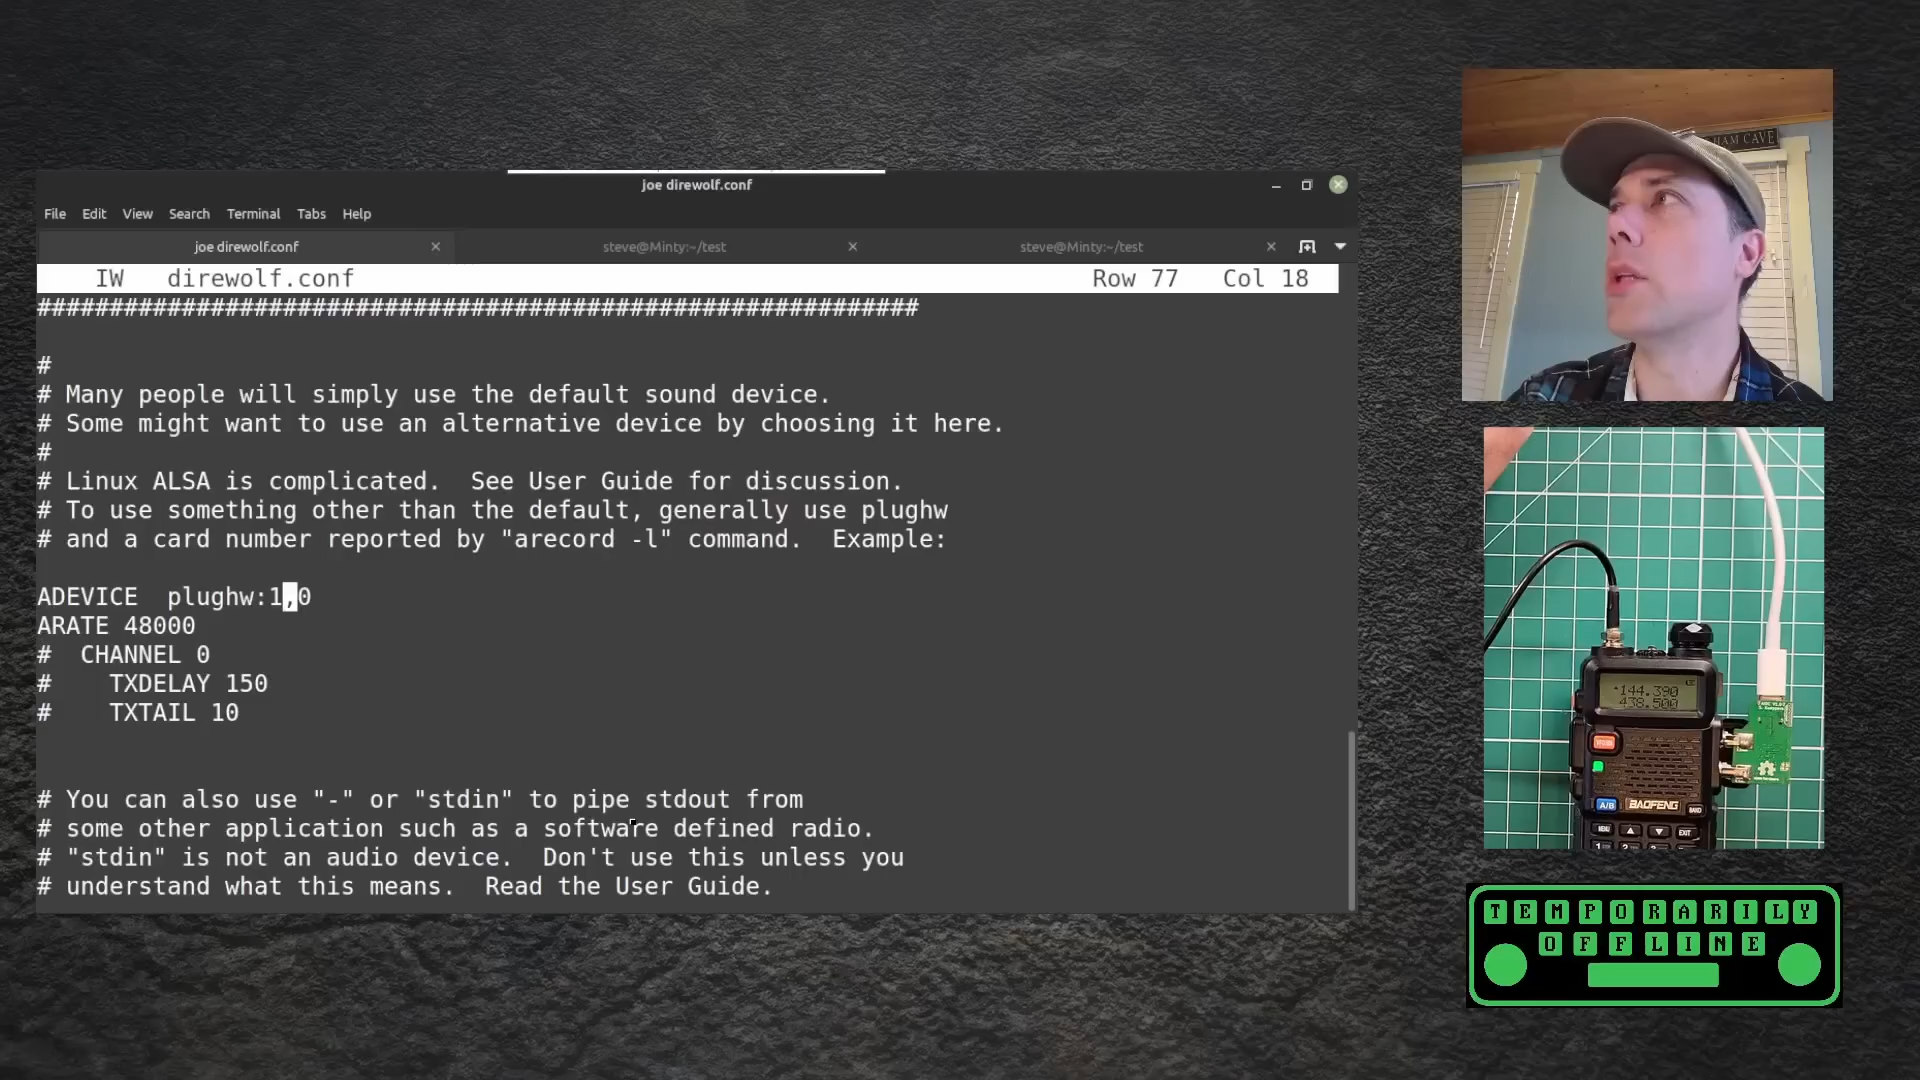 joe direwolf.conf
File Edit View Search Terminal Tabs Help
joe direwolf.conf steve@Minty:~/test steve@Minty:~/test
IW direwolf.conf Row 77 Col 18
#############################################################
#
# Many people will simply use the default sound device.
# Some might want to use an alternative device by choosing it here.
#
# Linux ALSA is complicated.  See User Guide for discussion.
# To use something other than the default, generally use plughw
# and a card number reported by "arecord -l" command.  Example:
ADEVICE  plughw:1,0
ARATE 48000
#  CHANNEL 0
#    TXDELAY 150
#    TXTAIL 10
# You can also use "-" or "stdin" to pipe stdout from
# some other application such as a software defined radio.
# "stdin" is not an audio device.  Don't use this unless you
# understand what this means.  Read the User Guide.
HAM CAVE
144.390
438.500
A/B BAOFENG BAND
MENU EXIT
TEMPORARILY
OFFLINE